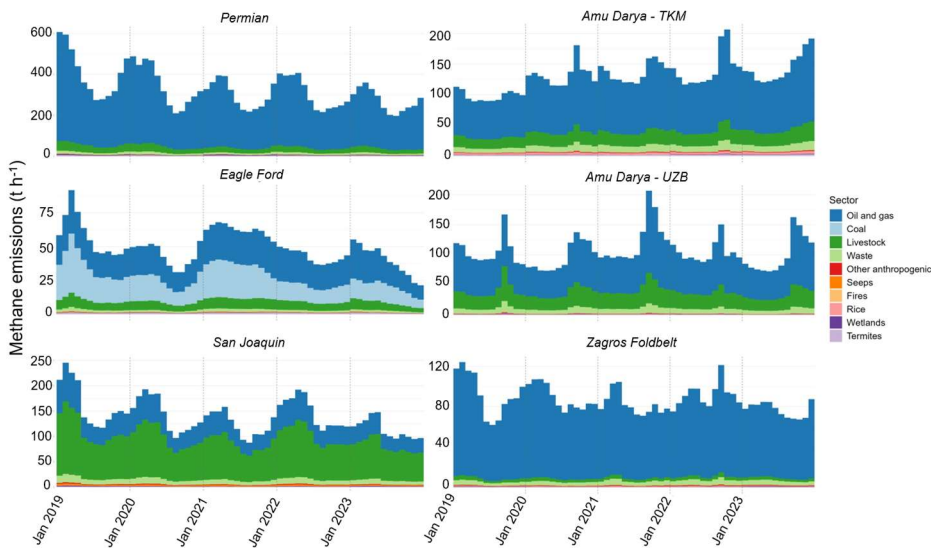 Permian
600
400
200
0
Amu Darya - TKM
200
150
100
50
0
Methane emissions (t h-1)
Eagle Ford
75
50
25
0
Amu Darya - UZB
200
150
100
50
0
Sector
Oil and gas
Coal
Livestock
Waste
Other anthropogenic
Seeps
Fires
Rice
Wetlands
Termites
San Joaquin
250
200
150
100
50
0
Zagros Foldbelt
120
80
40
0
Jan 2019
Jan 2020
Jan 2021
Jan 2022
Jan 2023
Jan 2019
Jan 2020
Jan 2021
Jan 2022
Jan 2023